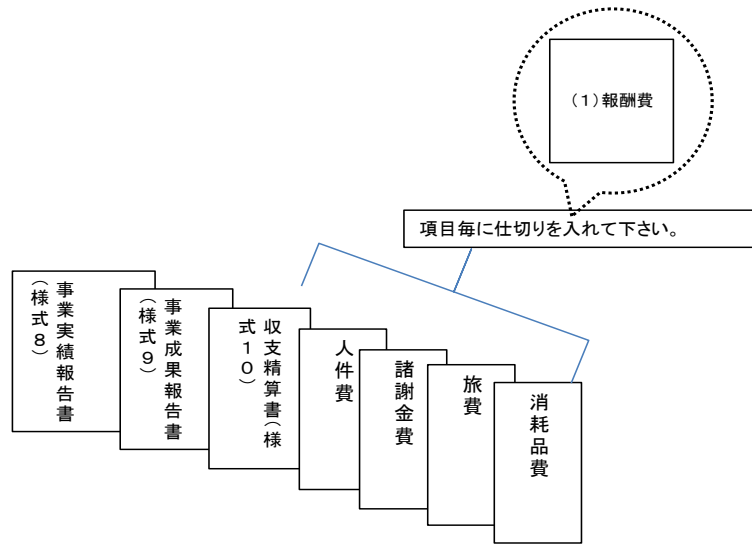 (1)報酬費
項目毎に仕切りを入れて下さい。
事業実績報告書
(様式8)
事業成果報告書
(様式9)
収支精算書(様
式10)
人件費
諸謝金費
旅費
消耗品費